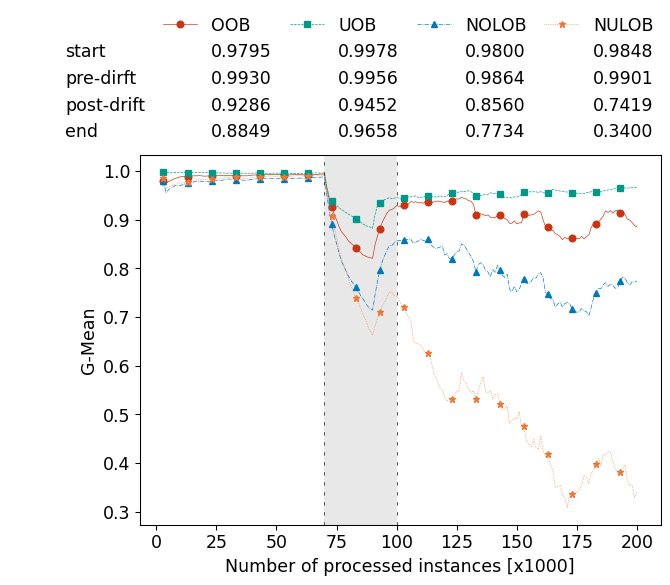 OOB UOB NOLOB NULOB
start 0.9795 0.9978 0.9800 0.9848
pre-dirft 0.9930 0.9956 0.9864 0.9901
post-drift 0.9286 0.9452 0.8560 0.7419
end 0.8849 0.9658 0.7734 0.3400
1.0
0.9
0.8
0.7
0.6
0.5
0.4
0.3
G-Mean
0 25 50 75 100 125 150 175 200
Number of processed instances [x1000]